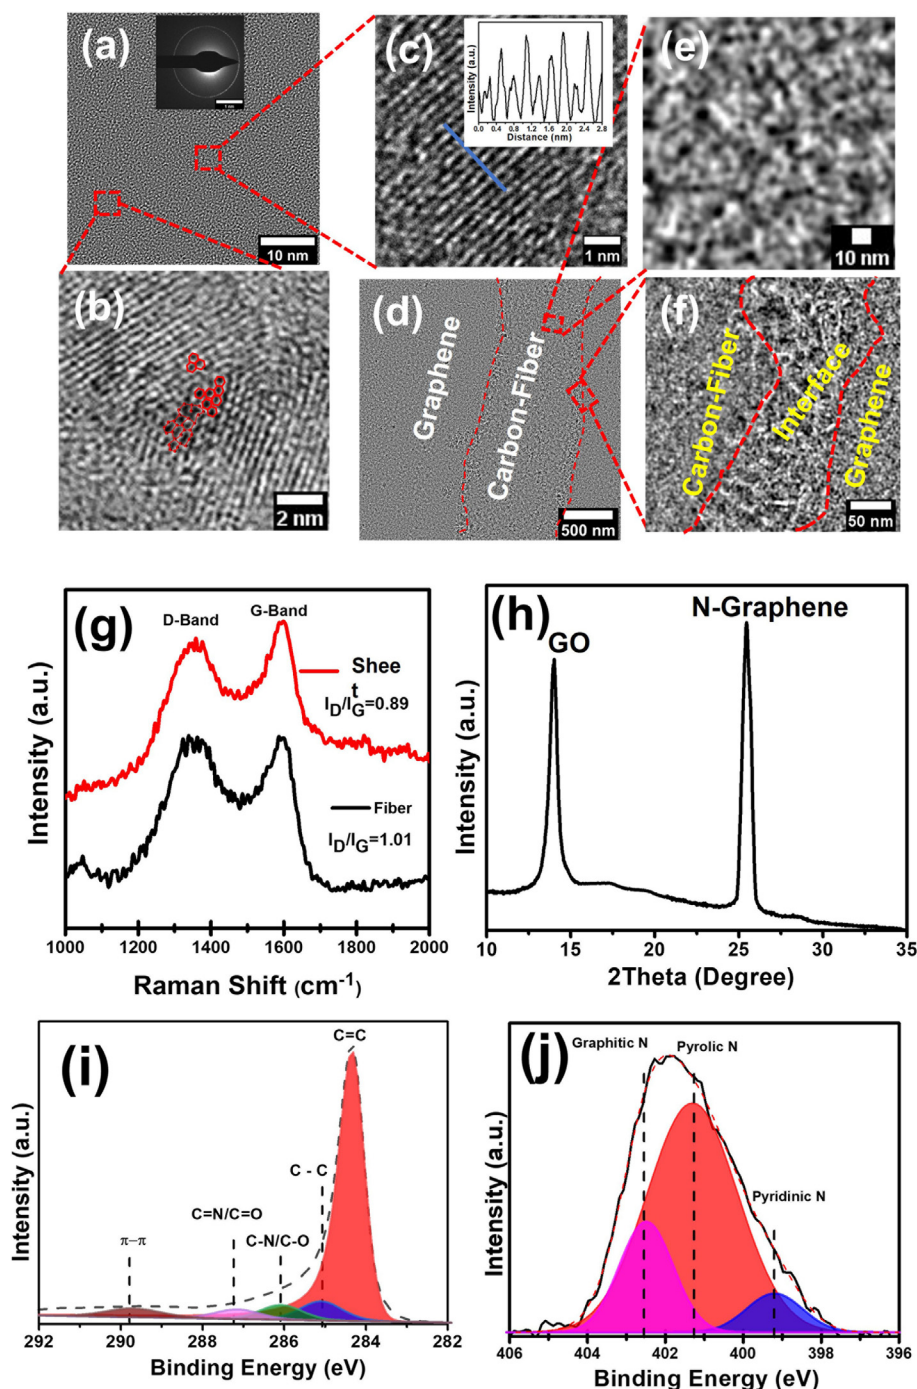 (a)
10 nm
(b)
2 nm
(c)
Intensity (a.u.)
0.0 0.4 0.8 1.2 1.6 2.0 2.4 2.8
Distance (nm)
1 nm
(d)
Graphene
Carbon-Fiber
500 nm
(e)
10 nm
(f)
Carbon-Fiber
Interface
Graphene
50 nm
(g)
D-Band
G-Band
Shee
t
I_D/I_G=0.89
Fiber
I_D/I_G=1.01
Intensity (a.u.)
1000 1200 1400 1600 1800 2000
Raman Shift (cm⁻¹)
(h)
GO
N-Graphene
Intensity (a.u.)
10 15 20 25 30 35
2Theta (Degree)
(i)
C=C
C - C
C=N/C=O
C-N/C-O
π–π
Intensity (a.u.)
292 290 288 286 284 282
Binding Energy (eV)
(j)
Graphitic N
Pyrolic N
Pyridinic N
Intensity (a.u.)
406 404 402 400 398 396
Binding Energy (eV)